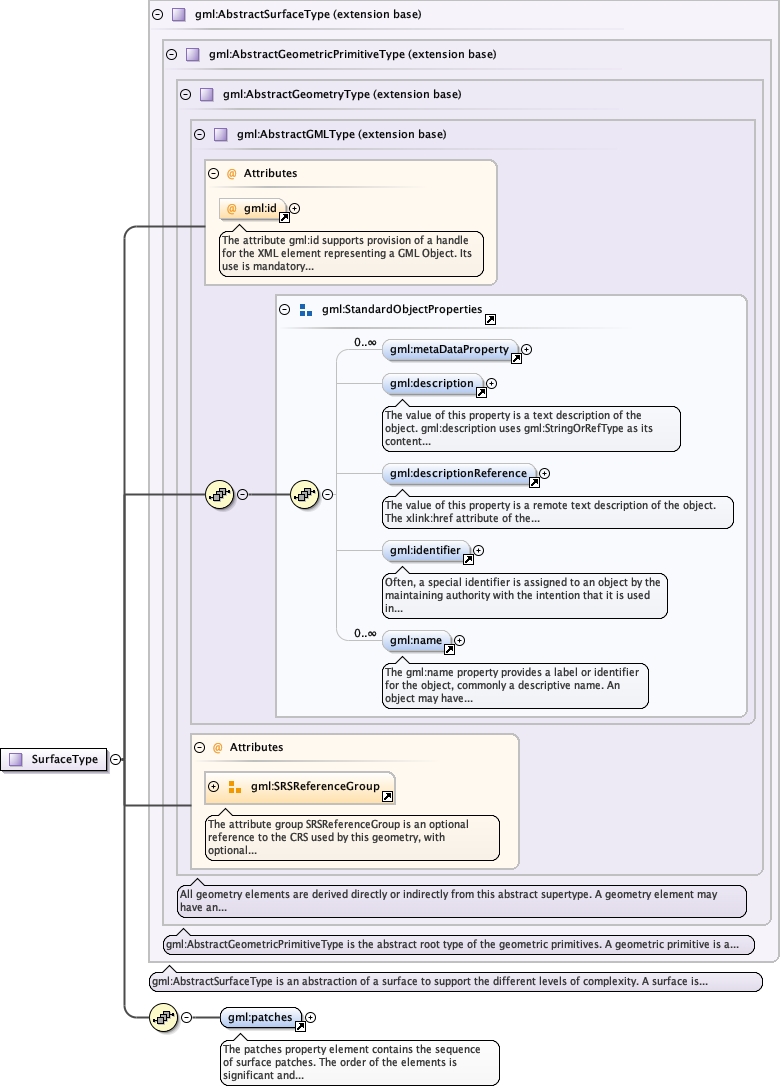 gml:AbstractSurfaceType (extension base)
gml:AbstractGeometricPrimitiveType (extension base)
gml:AbstractGeometryType (extension base)
gml:AbstractGMLType (extension base)
@ Attributes
@ gml:id
The attribute gml:id supports provision of a handle
for the XML element representing a GML Object. Its
use is mandatory...
gml:StandardObjectProperties
0..∞
gml:metaDataProperty
gml:description
The value of this property is a text description of the
object. gml:description uses gml:StringOrRefType as its
content...
gml:descriptionReference
The value of this property is a remote text description of the object.
The xlink:href attribute of the...
gml:identifier
Often, a special identifier is assigned to an object by the
maintaining authority with the intention that it is used
in...
0..∞
gml:name
The gml:name property provides a label or identifier
for the object, commonly a descriptive name. An
object may have...
SurfaceType
@ Attributes
gml:SRSReferenceGroup
The attribute group SRSReferenceGroup is an optional
reference to the CRS used by this geometry, with
optional...
All geometry elements are derived directly or indirectly from this abstract supertype. A geometry element may
have an...
gml:AbstractGeometricPrimitiveType is the abstract root type of the geometric primitives. A geometric primitive is a...
gml:AbstractSurfaceType is an abstraction of a surface to support the different levels of complexity. A surface is...
gml:patches
The patches property element contains the sequence
of surface patches. The order of the elements is
significant and...